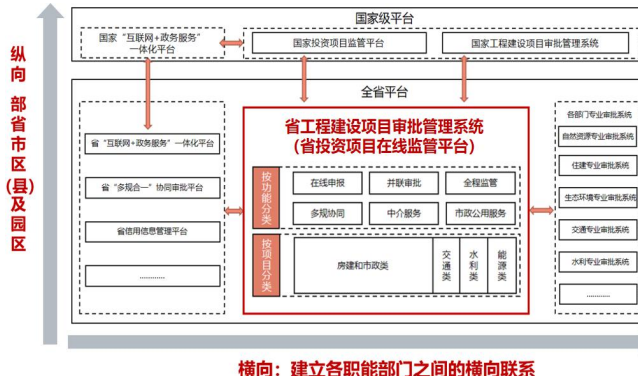 纵向 部省市区(县)及园区
国家级平台
国家“互联网+政务服务”
一体化平台
国家投资项目监管平台
国家工程建设项目审批管理系统
全省平台
省“互联网+政务服务”一体化平台
省“多规合一”协同审批平台
省信用信息管理平台
............
省工程建设项目审批管理系统
(省投资项目在线监管平台)
按功能分类
在线申报
并联审批
全程监管
多规协同
中介服务
市政公用服务
按项目分类
房建和市政类
交通类
水利类
能源类
各部门专业审批系统
自然资源专业审批系统
住建专业审批系统
生态环境专业审批系统
交通专业审批系统
水利专业审批系统
............
横向：建立各职能部门之间的横向联系